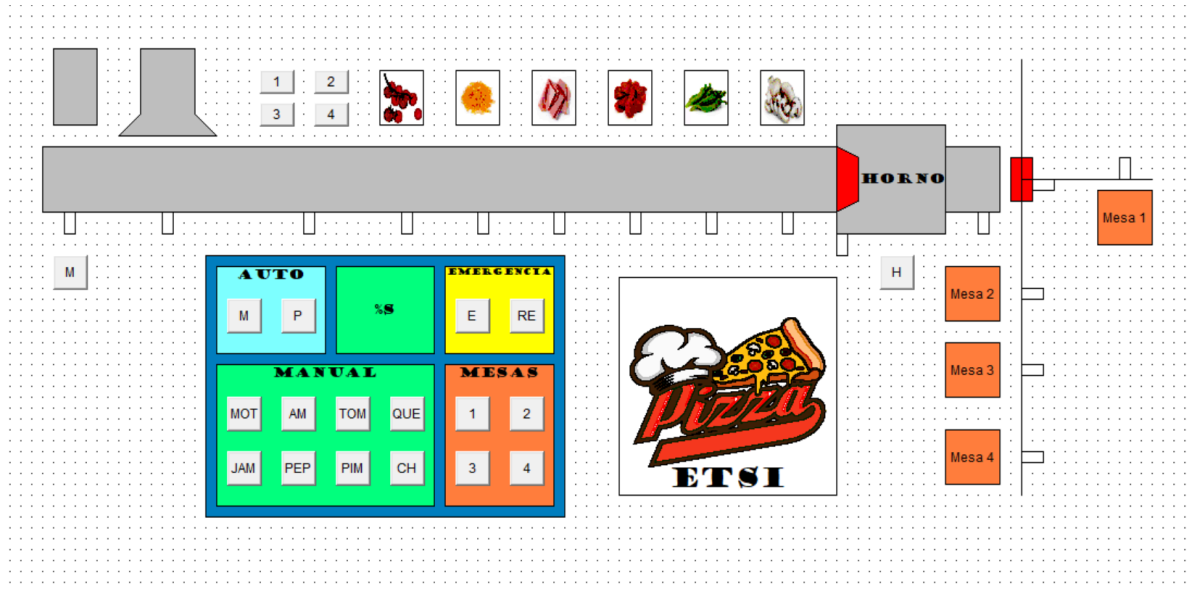 1 2
3 4
HORNO
Mesa 1
M
H
AUTO
M P
%s
EMERGENCIA
E RE
MANUAL
MOT AM TOM QUE
JAM PEP PIM CH
MESAS
1 2
3 4
Pizza
ETSI
Mesa 2
Mesa 3
Mesa 4